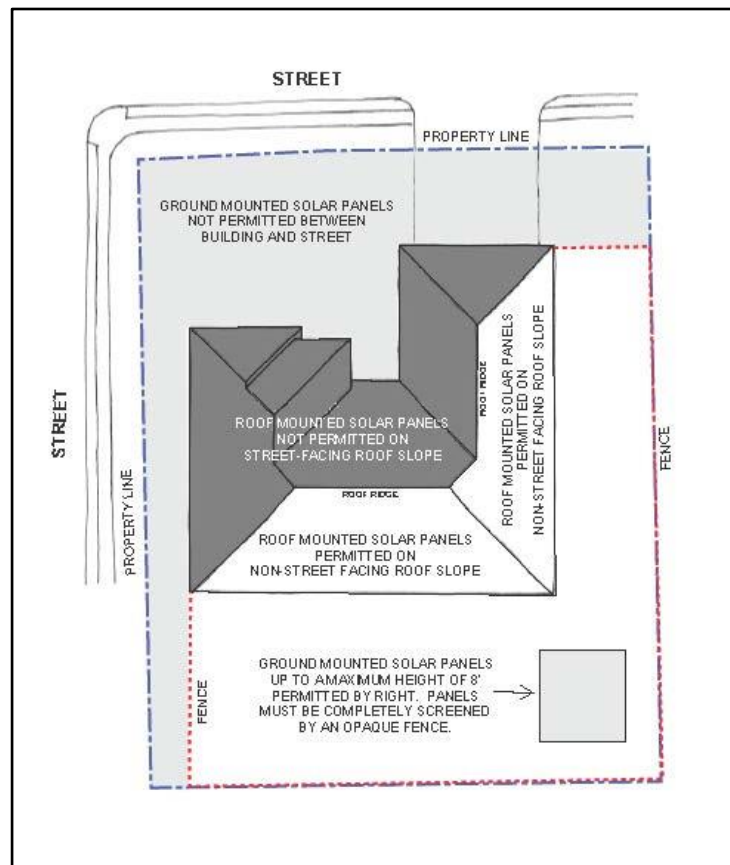 STREET
PROPERTY LINE
GROUND MOUNTED SOLAR PANELS
NOT PERMITTED BETWEEN
BUILDING AND STREET
STREET
PROPERTY LINE
ROOF MOUNTED SOLAR PANELS
NOT PERMITTED ON
STREET-FACING ROOF SLOPE
ROOF RIDGE
ROOF MOUNTED SOLAR PANELS
PERMITTED ON
NON-STREET FACING ROOF SLOPE
FENCE
ROOF RIDGE
ROOF MOUNTED SOLAR PANELS
PERMITTED ON
NON-STREET FACING ROOF SLOPE
FENCE
GROUND MOUNTED SOLAR PANELS
UP TO AMAXIMUM HEIGHT OF 8'
PERMITTED BY RIGHT. PANELS
MUST BE COMPLETELY SCREENED
BY AN OPAQUE FENCE.